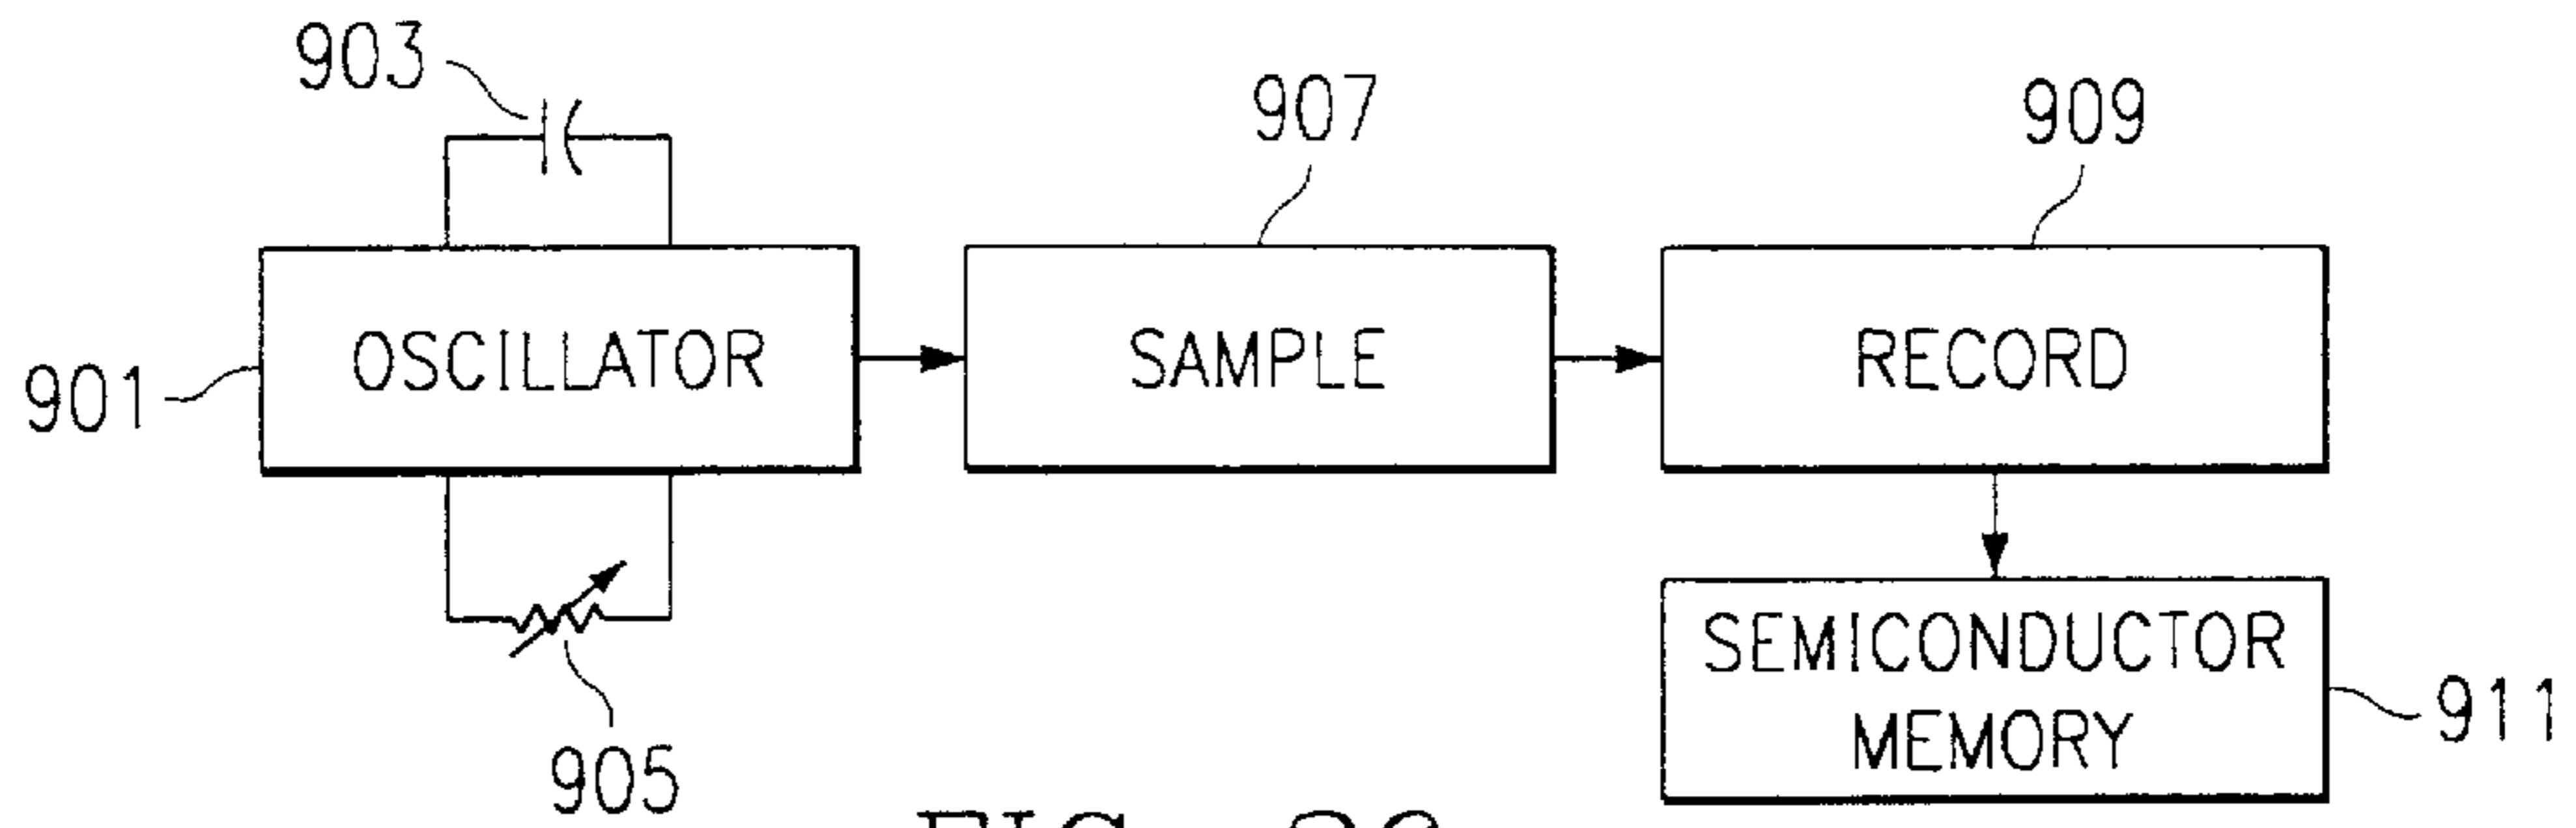 903
907
909
OSCILLATOR
SAMPLE
RECORD
901
SEMICONDUCTOR
MEMORY
911
905